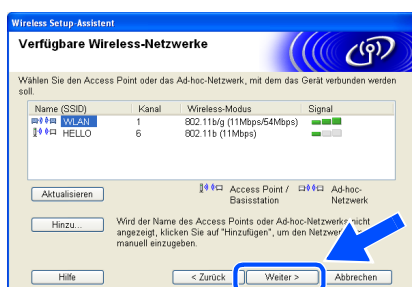 Wireless Setup-Assistent
Verfügbare Wireless-Netzwerke
Wählen Sie den Access Point oder das Ad-hoc-Netzwerk, mit dem das Gerät verbunden werden
soll.
Name (SSID) Kanal Wireless-Modus Signal
WLAN 1 802.11b/g (11Mbps/54Mbps)
HELLO 6 802.11b (11Mbps)
Aktualisieren
Access Point / Ad-hoc-
Basisstation Netzwerk
Hinzu...
Wird der Name des Access Points oder Ad-hoc-Netzwerks nicht
angezeigt, klicken Sie auf "Hinzufügen", um den
manuell einzugeben.
Hilfe < Zurück Weiter > Abbrechen